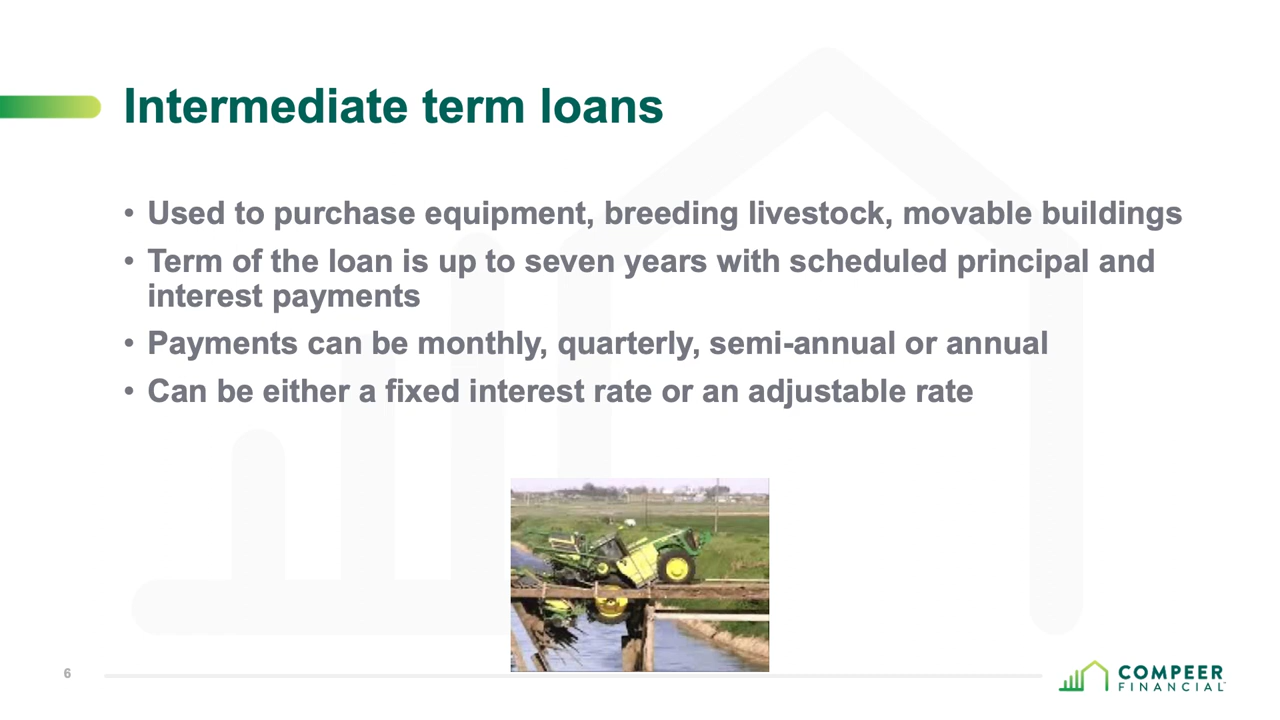 Intermediate term loans
• Used to purchase equipment, breeding livestock, movable buildings
• Term of the loan is up to seven years with scheduled principal and
interest payments
• Payments can be monthly, quarterly, semi-annual or annual
• Can be either a fixed interest rate or an adjustable rate
6
COMPEER
FINANCIAL